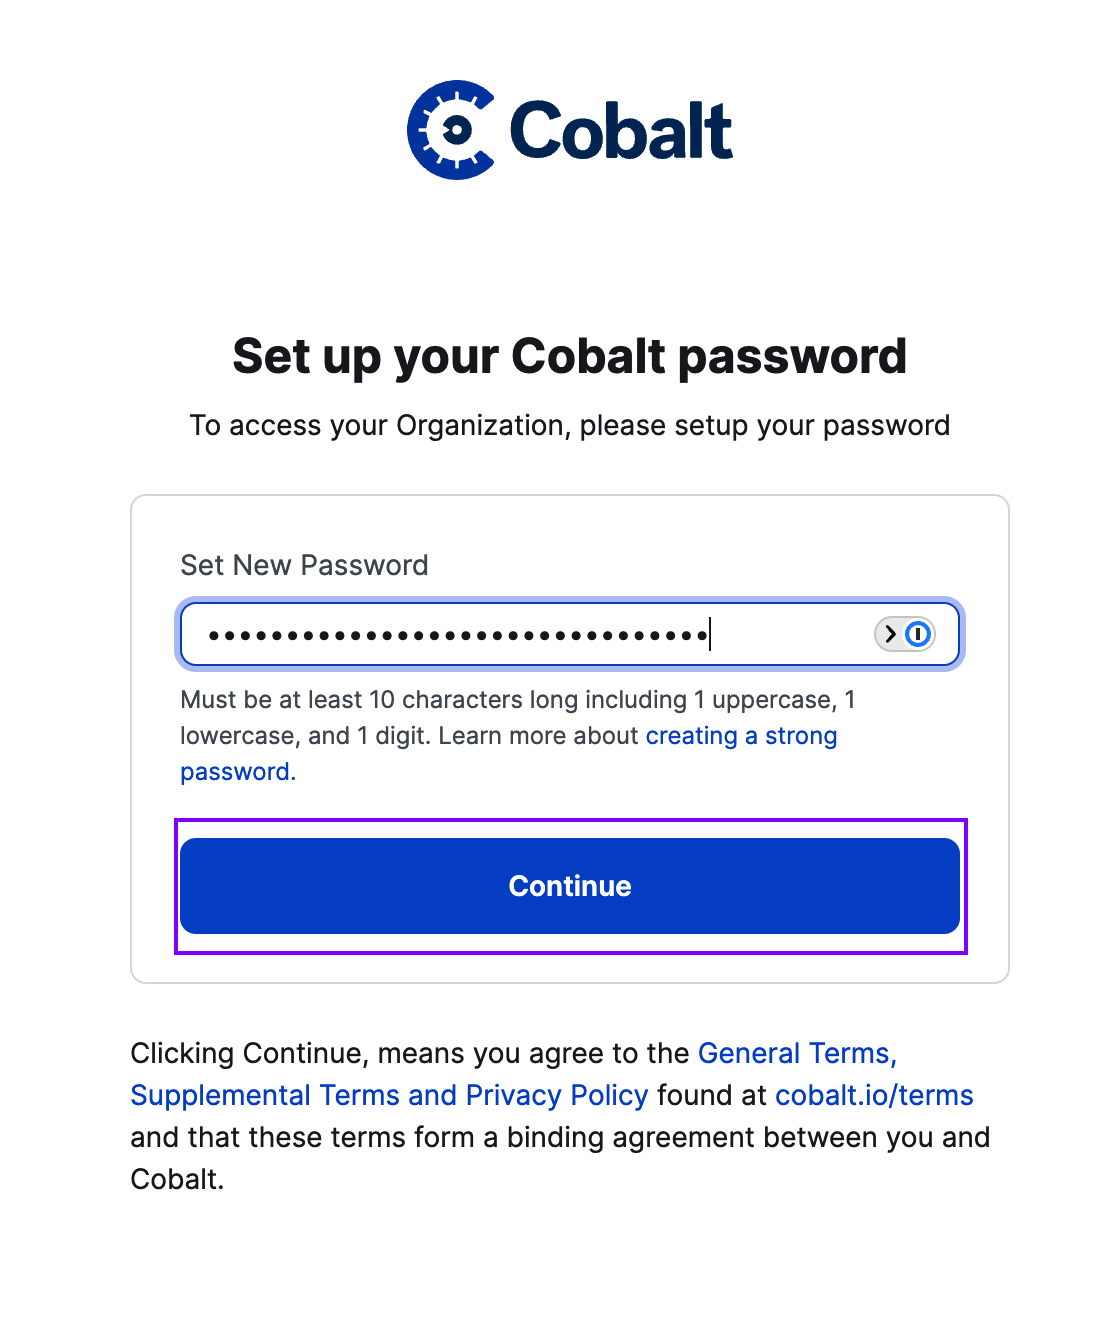 Cobalt
Set up your Cobalt password
To access your Organization, please setup your password
Set New Password
••••••••••••••••••••••••••••••••
Must be at least 10 characters long including 1 uppercase, 1
lowercase, and 1 digit. Learn more about creating a strong
password.
Continue
Clicking Continue, means you agree to the General Terms,
Supplemental Terms and Privacy Policy found at cobalt.io/terms
and that these terms form a binding agreement between you and
Cobalt.